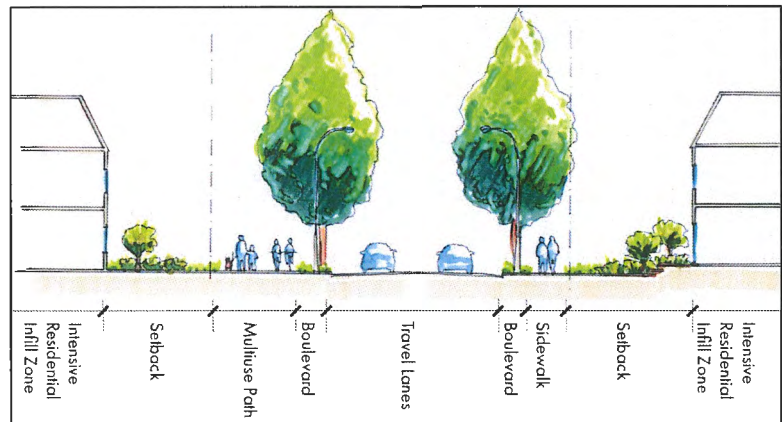 Intensive
Residential
Infill Zone
Setback
Multiuse Path
Boulevard
Travel Lanes
Boulevard
Sidewalk
Setback
Intensive
Residential
Infill Zone